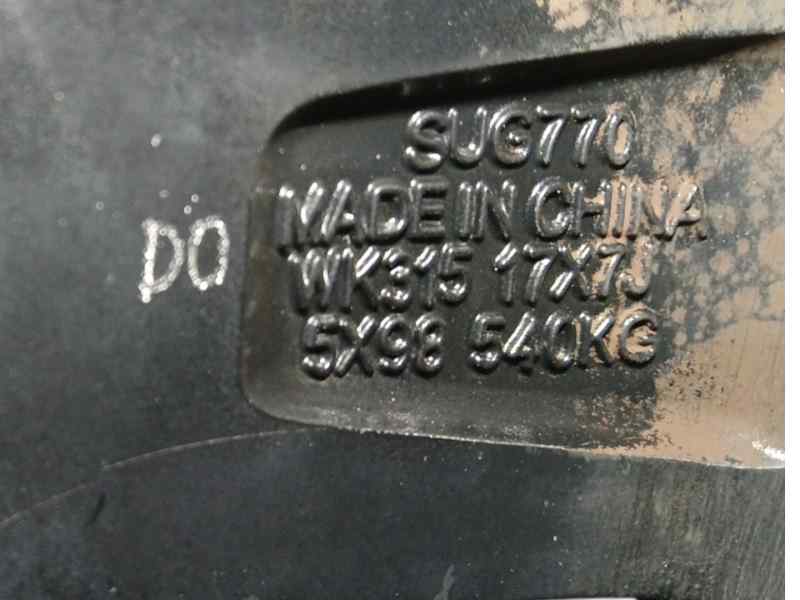 SUG770
MADE IN CHINA
DO
WK315 17X7J
5X98 540KG